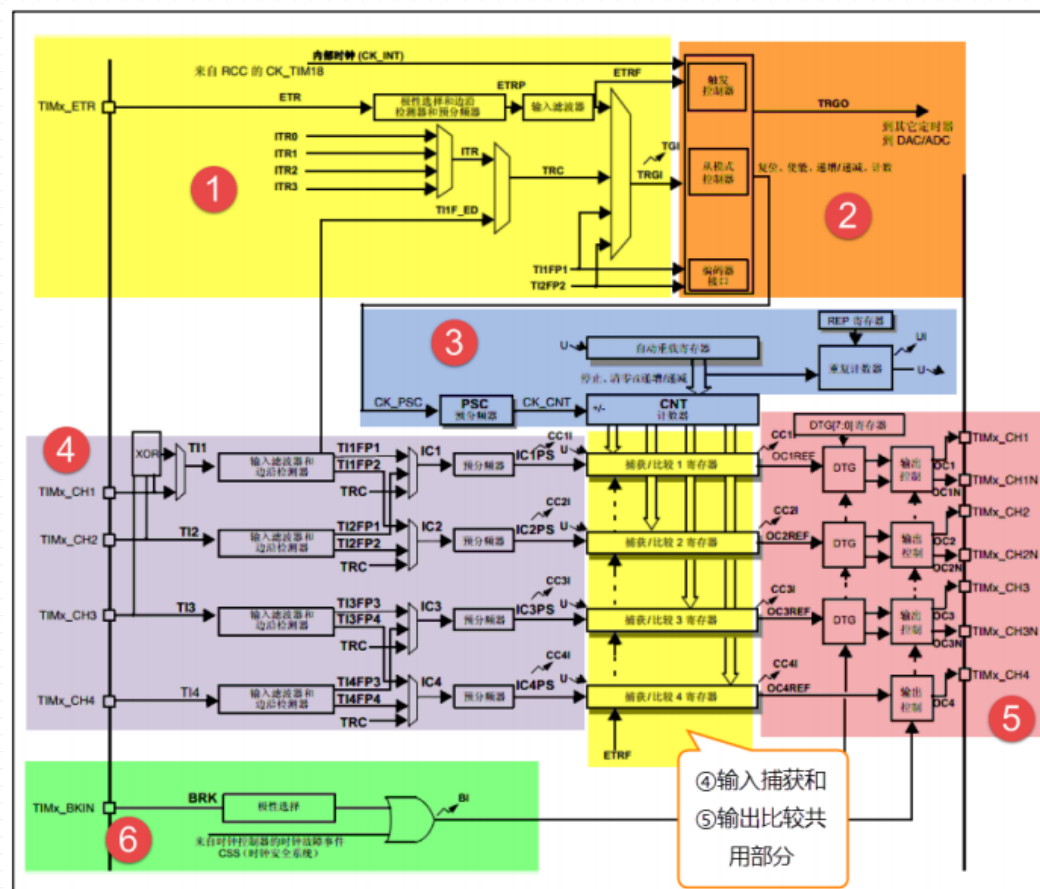 内部时钟 (CK_INT)
来自 RCC 的 CK_TIM18
ETRF
触发
控制器
TIMx_ETR
ETR
极性选择和边沿
检测器和预分频器
ETRP
输入滤波器
TRGO
到其它定时器
到 DAC/ADC
ITR0
ITR1
ITR2
ITR3
ITR
TRC
TGI
TRGI
从模式
控制器
复位、使能、递增/递减、计数
1
2
TI1F_ED
TI1FP1
TI2FP2
编码器
接口
3
U
自动重载寄存器
REP 寄存器
UI
重复计数器
U
停止、清零或递增/递减
CK_PSC
PSC
预分频器
CK_CNT
+/-
CNT
计数器
4
XOR
TI1
TIMx_CH1
输入滤波器和
边沿检测器
TI1FP1
TI1FP2
TRC
IC1
预分频器
CC1I
IC1PS
U
捕获/比较 1 寄存器
CC1I
OC1REF
DTG[7:0]寄存器
DTG
输出
控制
OC1
OC1N
TIMx_CH1
TIMx_CH1N
TIMx_CH2
TI2
输入滤波器和
边沿检测器
TI2FP1
TI2FP2
TRC
IC2
预分频器
CC2I
IC2PS
U
捕获/比较 2 寄存器
CC2I
OC2REF
DTG
输出
控制
OC2
OC2N
TIMx_CH2
TIMx_CH2N
TIMx_CH3
TI3
输入滤波器和
边沿检测器
TI3FP3
TI3FP4
TRC
IC3
预分频器
CC3I
IC3PS
U
捕获/比较 3 寄存器
CC3I
OC3REF
DTG
输出
控制
OC3
OC3N
TIMx_CH3
TIMx_CH3N
TIMx_CH4
TI4
输入滤波器和
边沿检测器
TI4FP3
TI4FP4
TRC
IC4
预分频器
CC4I
IC4PS
U
捕获/比较 4 寄存器
CC4I
OC4REF
输出
控制
OC4
TIMx_CH4
5
ETRF
④输入捕获和
⑤输出比较共
用部分
TIMx_BKIN
BRK
极性选择
BI
6
来自时钟控制器的时钟故障事件
CSS（时钟安全系统）